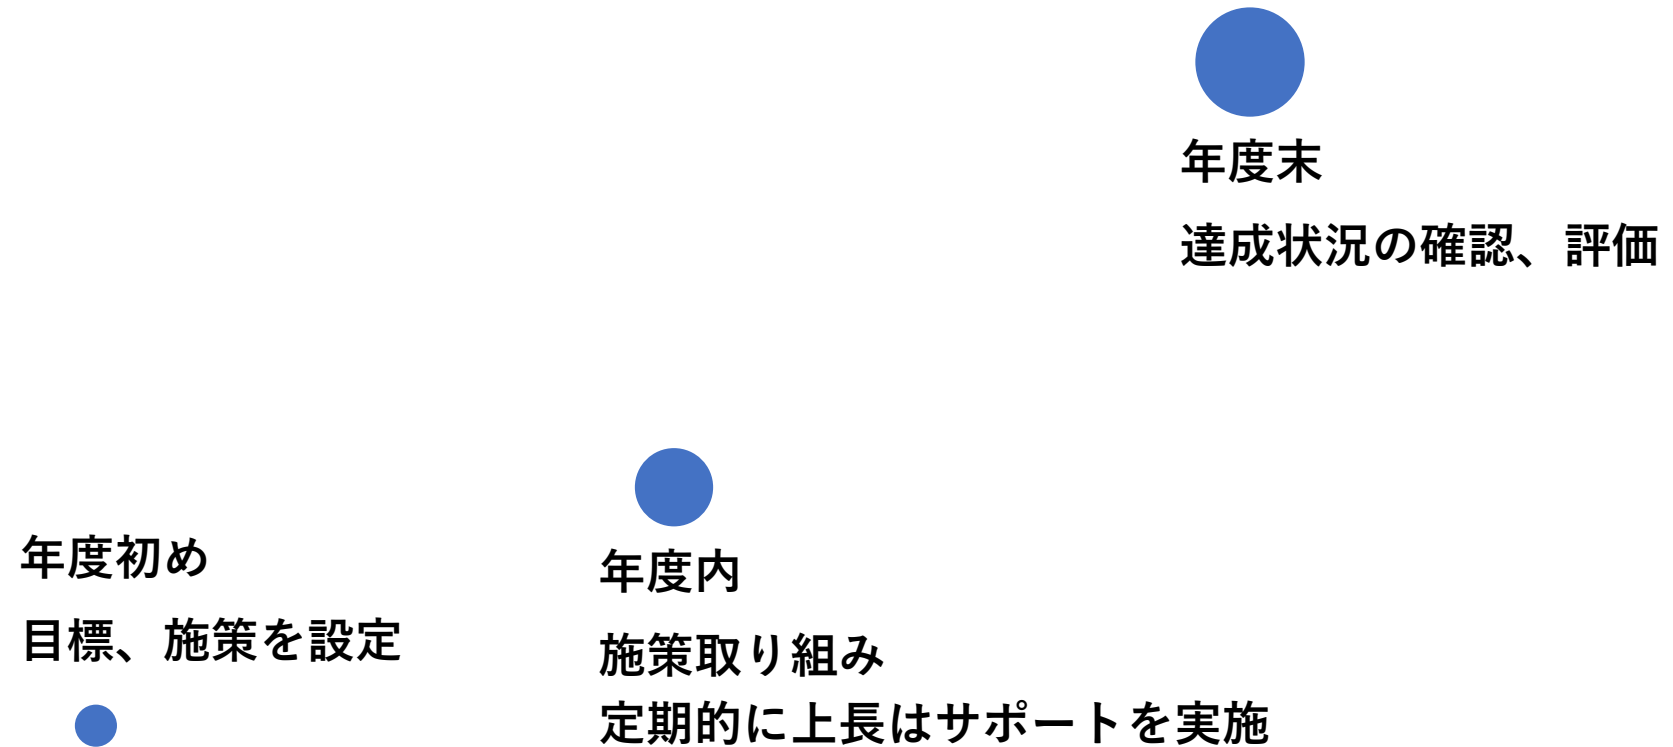 年度初め
目標、施策を設定
年度内
施策取り組み
定期的に上長はサポートを実施
年度末
達成状況の確認、評価